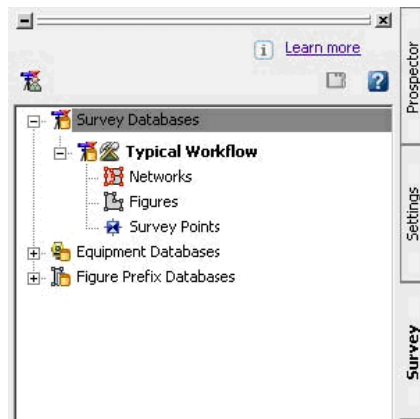 Learn more
Survey Databases
Typical Workflow
Networks
Figures
Survey Points
Equipment Databases
Figure Prefix Databases
Prospector
Settings
Survey